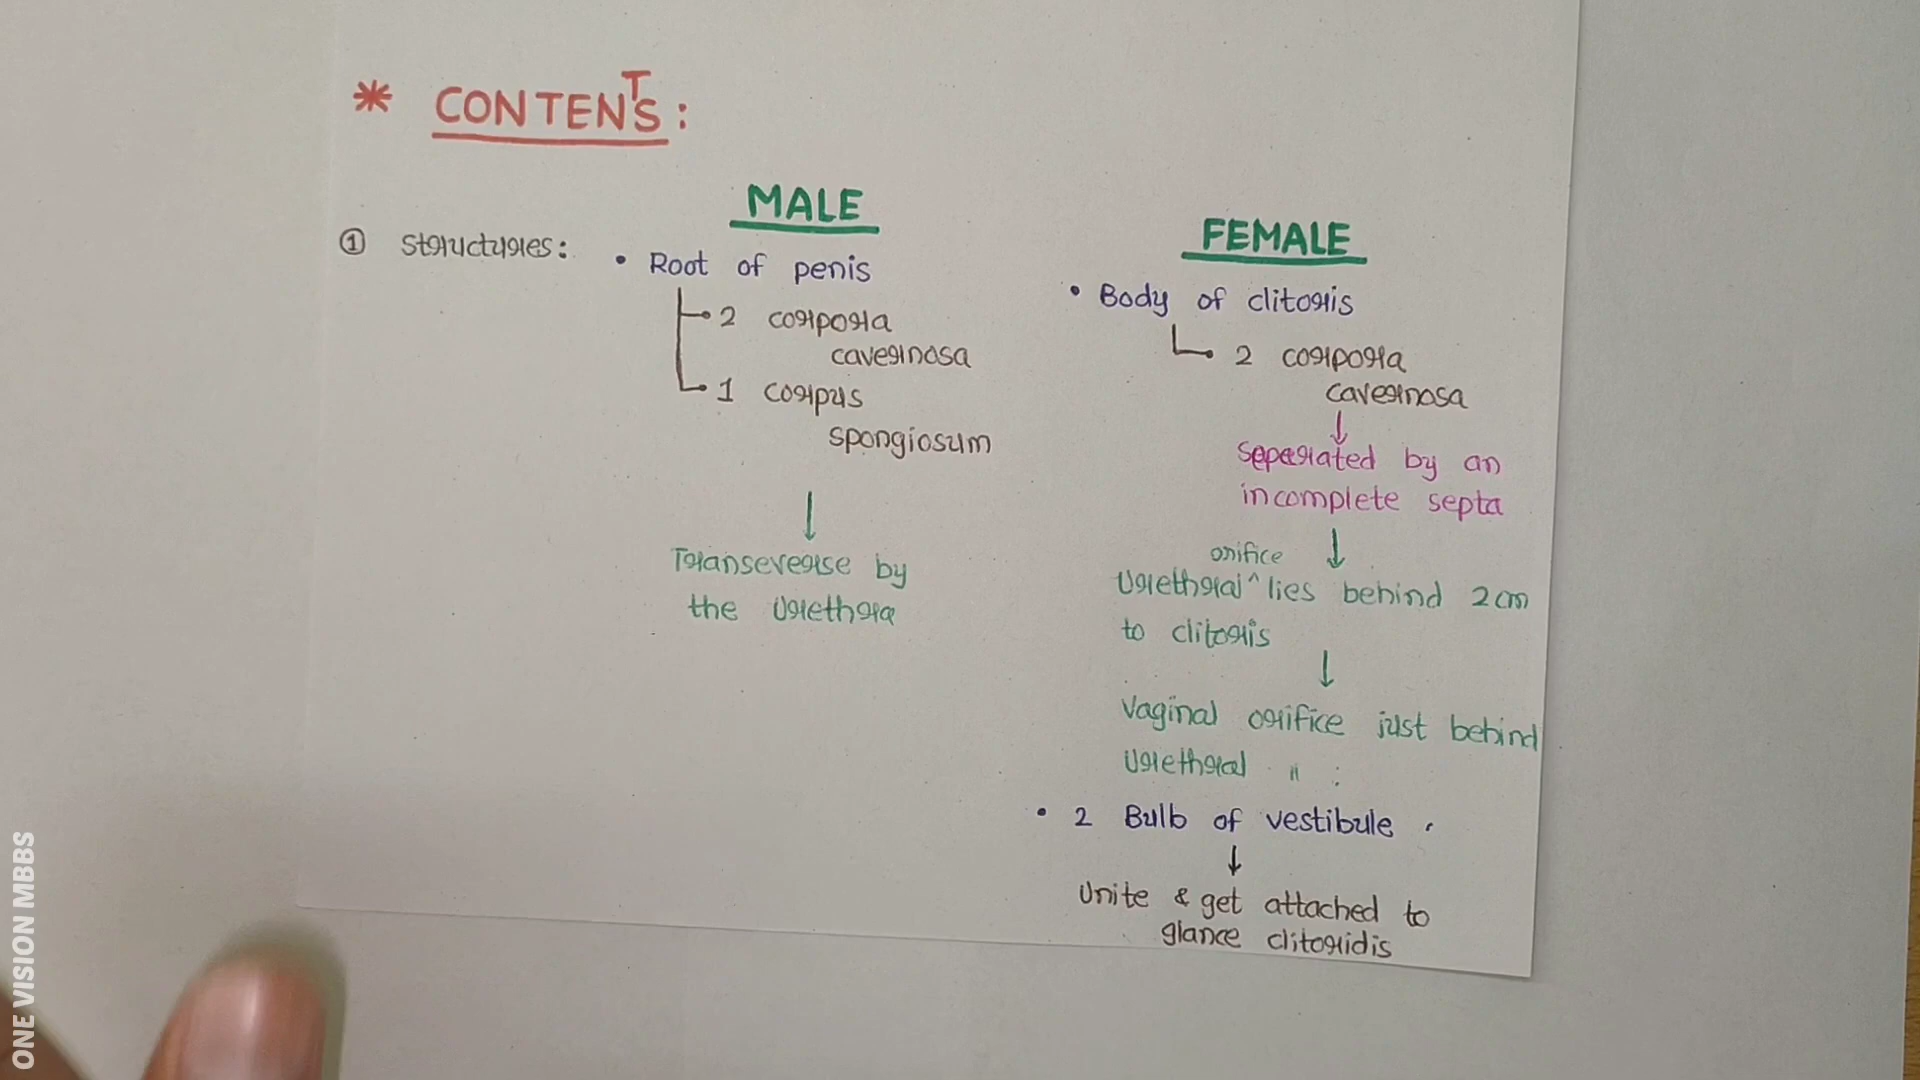 * CONTENTS:
MALE
① Structures:
• Root of penis
2 corpora
cavernosa
1 corpus
spongiosum
↓
Transeverse by
the Urethra
FEMALE
• Body of clitoris
2 corpora
cavernosa
↓
Seperated by an
incomplete septa
↓
orifice
Urethral ^ lies behind 2cm
to clitoris
↓
Vaginal orifice just behind
Urethral " :
• 2 Bulb of vestibule .
↓
Unite & get attached to
glance clitoridis
ONE VISION MBBS